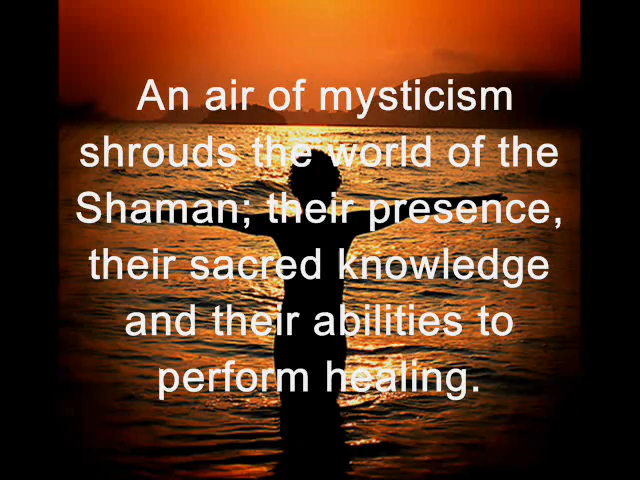 An air of mysticism
shrouds the world of the
Shaman; their presence,
their sacred knowledge
and their abilities to
perform healing.